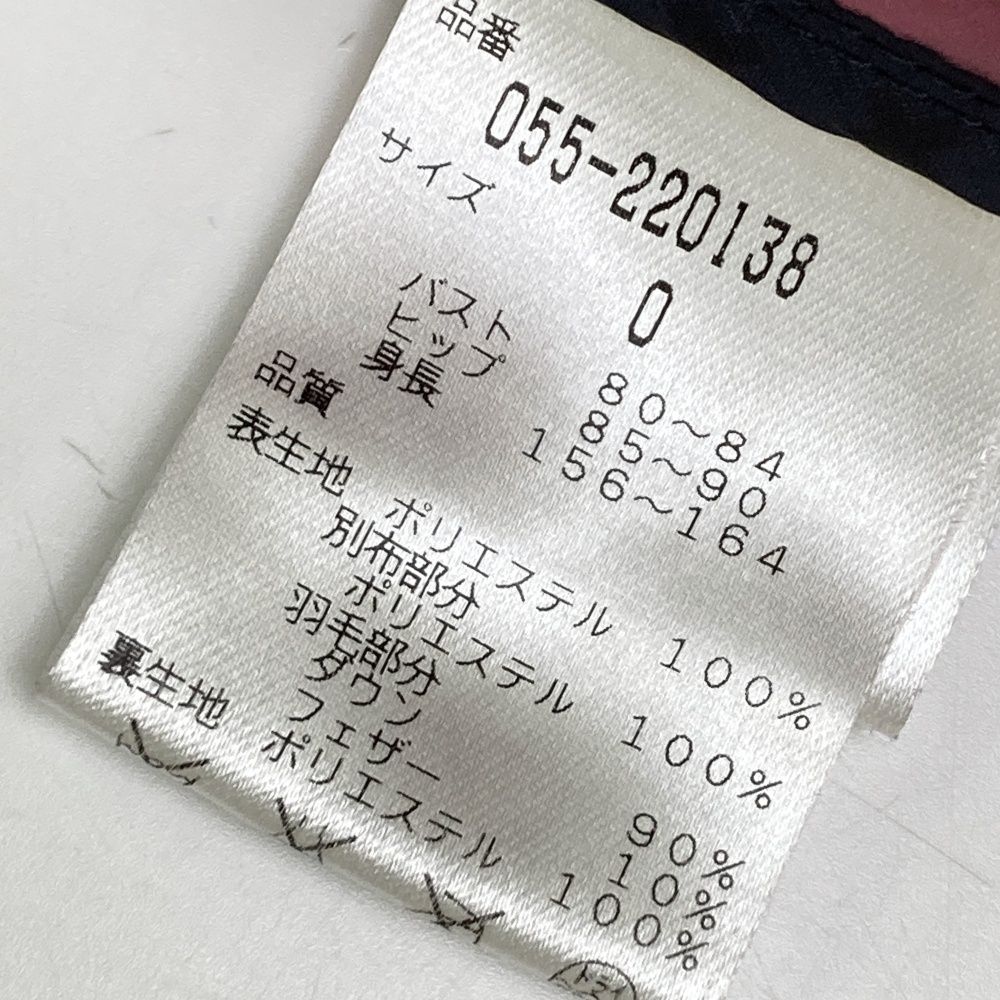 品番
055-220138
サイズ
0
バスト 80～84
ヒップ 85～90
身長 156～164
品質
表生地 ポリエステル 100%
別布部分
ポリエステル 100%
羽毛部分
ダウン 90%
フェザー 10%
裏生地 ポリエステル 100%